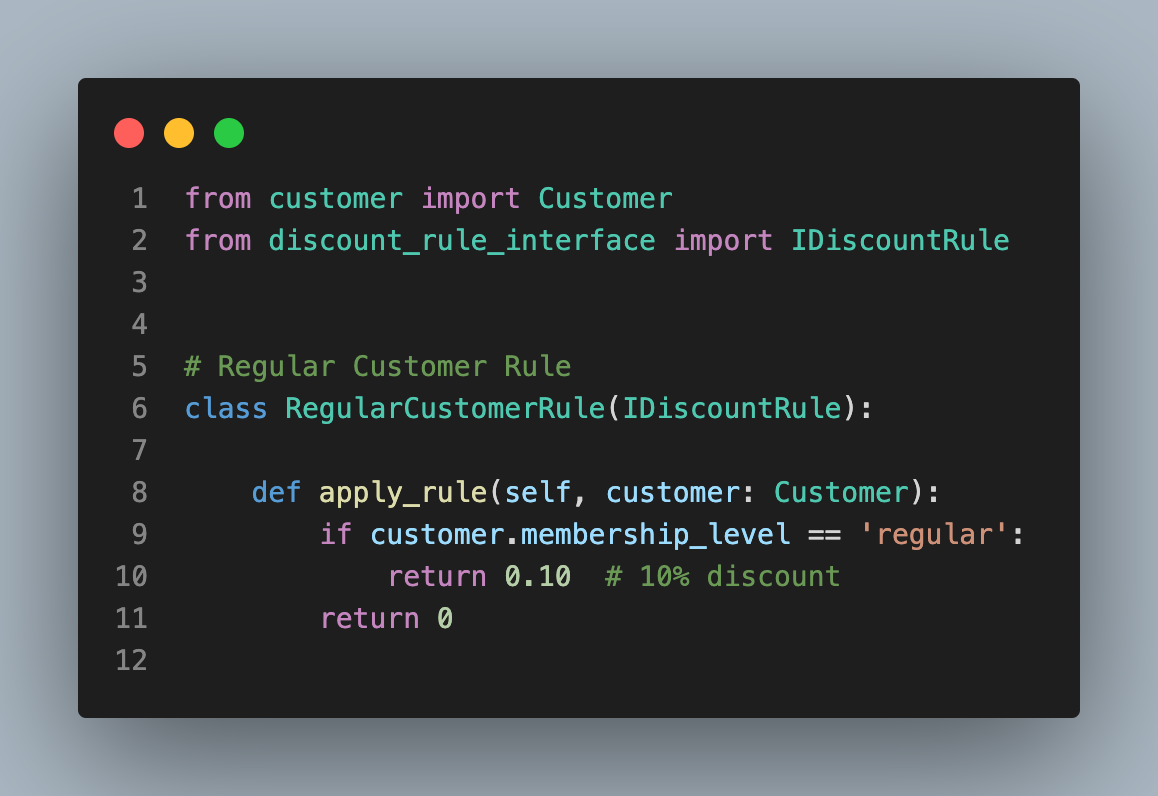 1 from customer import Customer
2 from discount_rule_interface import IDiscountRule
3
4
5 # Regular Customer Rule
6 class RegularCustomerRule(IDiscountRule):
7
8     def apply_rule(self, customer: Customer):
9         if customer.membership_level == 'regular':
10             return 0.10  # 10% discount
11         return 0
12